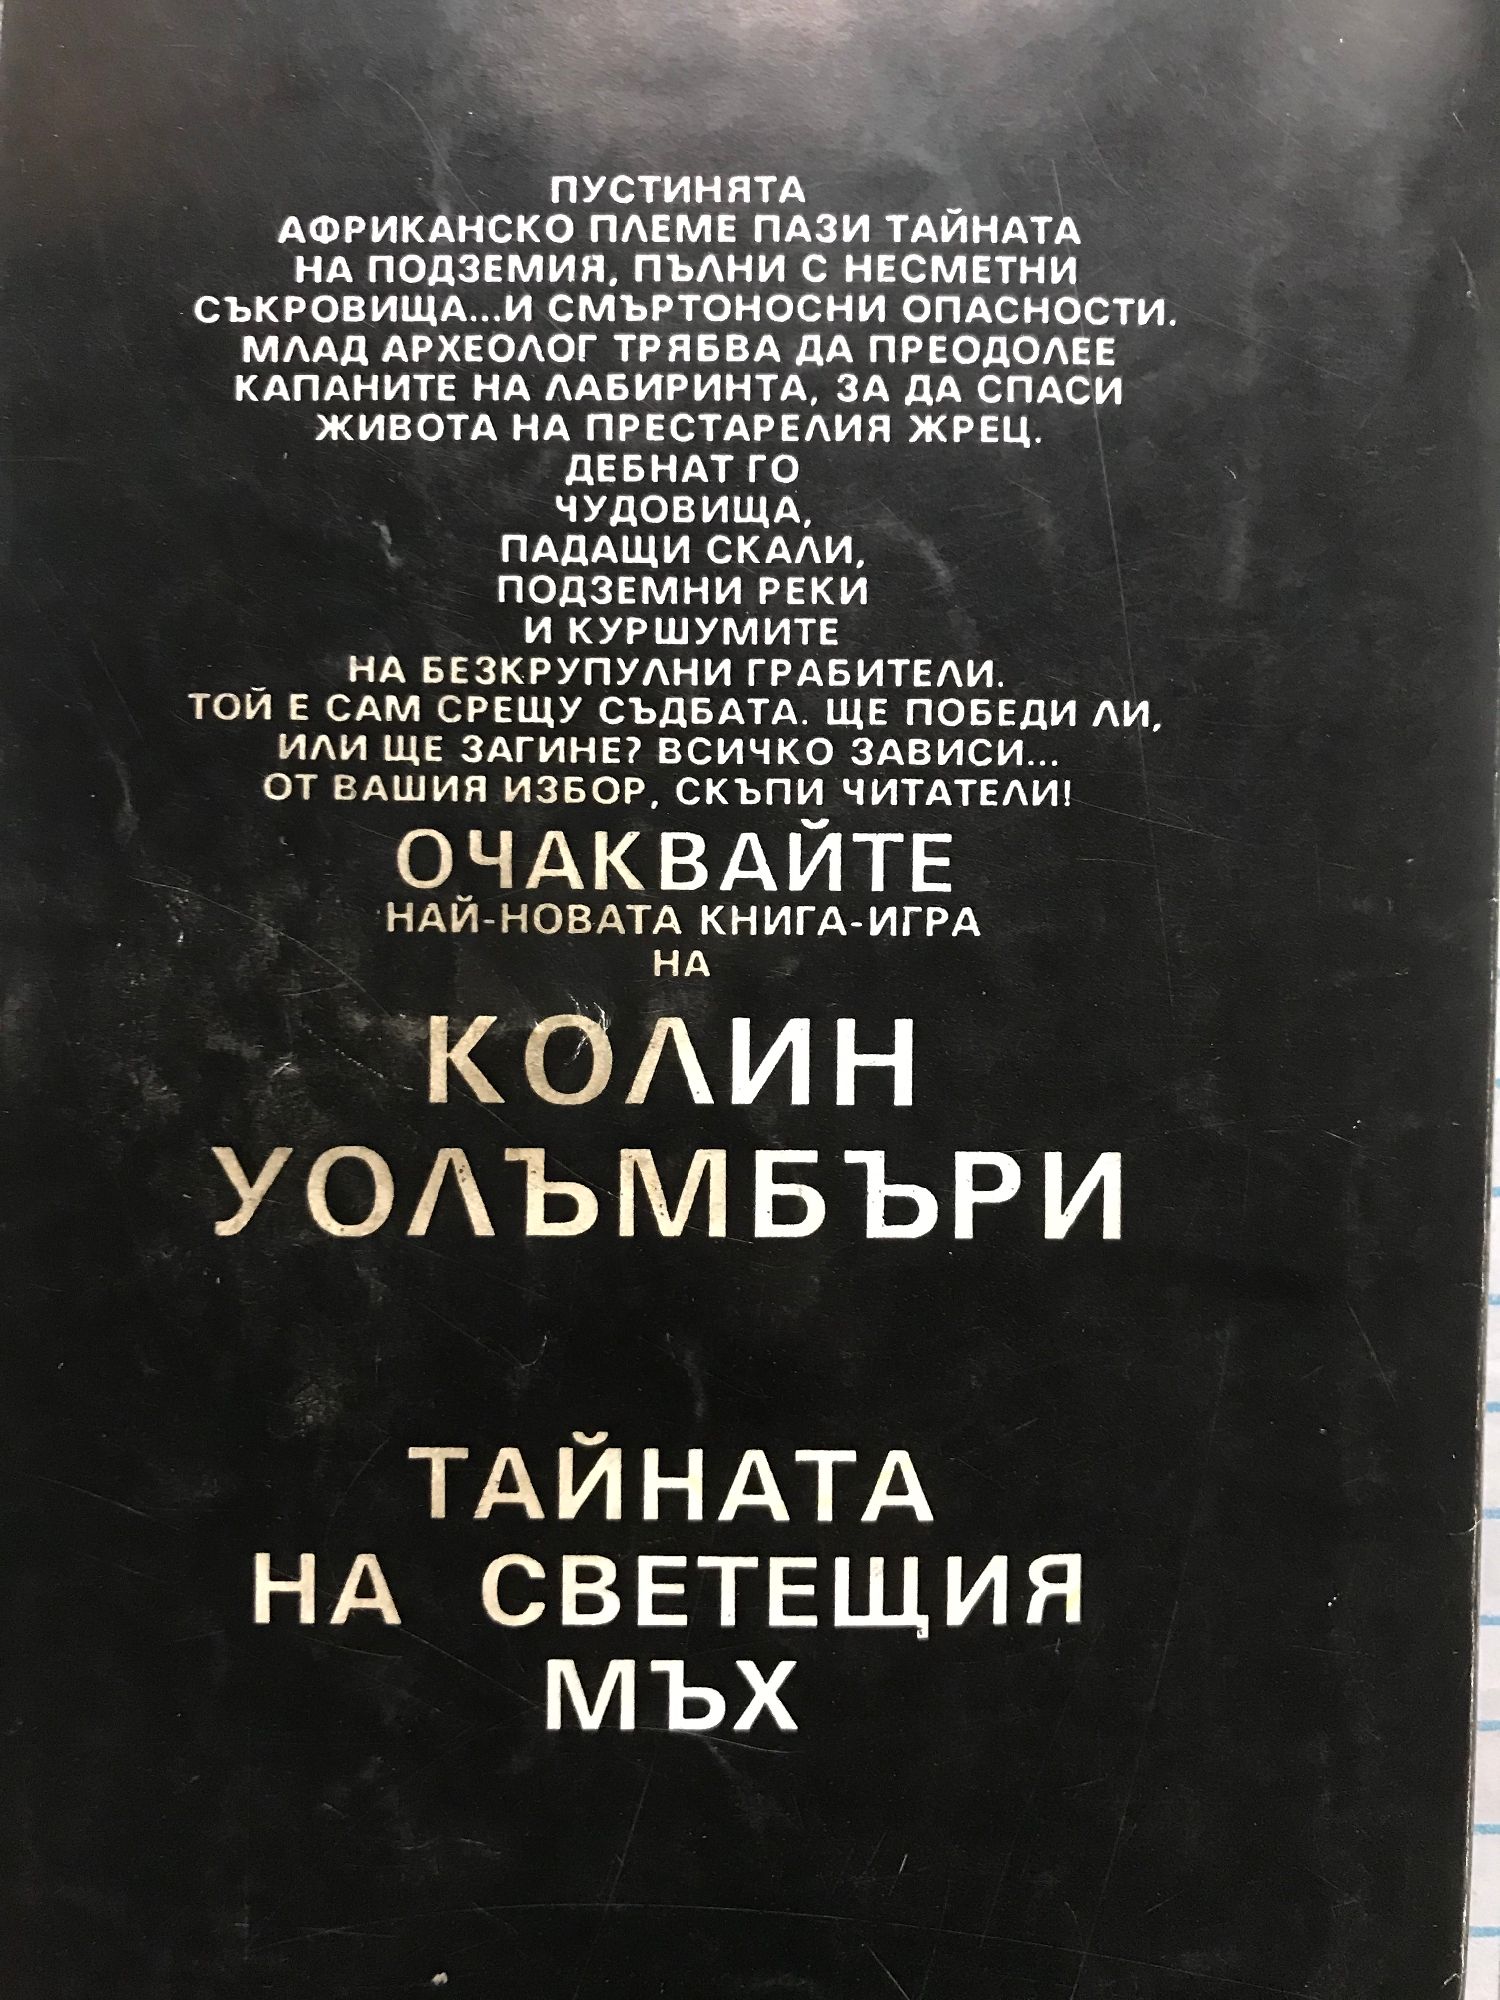 ПУСТИНЯТА
АФРИКАНСКО ПЛЕМЕ ПАЗИ ТАЙНАТА
НА ПОДЗЕМИЯ, ПЪЛНИ С НЕСМЕТНИ
СЪКРОВИЩА...И СМЪРТОНОСНИ ОПАСНОСТИ.
МЛАД АРХЕОЛОГ ТРЯБВА ДА ПРЕОДОЛЕЕ
КАПАНИТЕ НА ЛАБИРИНТА, ЗА ДА СПАСИ
ЖИВОТА НА ПРЕСТАРЕЛИЯ ЖРЕЦ.
ДЕБНАТ ГО
ЧУДОВИЩА,
ПАДАЩИ СКАЛИ,
ПОДЗЕМНИ РЕКИ
И КУРШУМИТЕ
НА БЕЗКРУПУЛНИ ГРАБИТЕЛИ.
ТОЙ Е САМ СРЕЩУ СЪДБАТА. ЩЕ ПОБЕДИ ЛИ,
ИЛИ ЩЕ ЗАГИНЕ? ВСИЧКО ЗАВИСИ...
ОТ ВАШИЯ ИЗБОР, СКЪПИ ЧИТАТЕЛИ!
ОЧАКВАЙТЕ
НАЙ-НОВАТА КНИГА-ИГРА
НА
КОЛИН
УОЛЪМБЪРИ
ТАЙНАТА
НА СВЕТЕЩИЯ
МЪХ